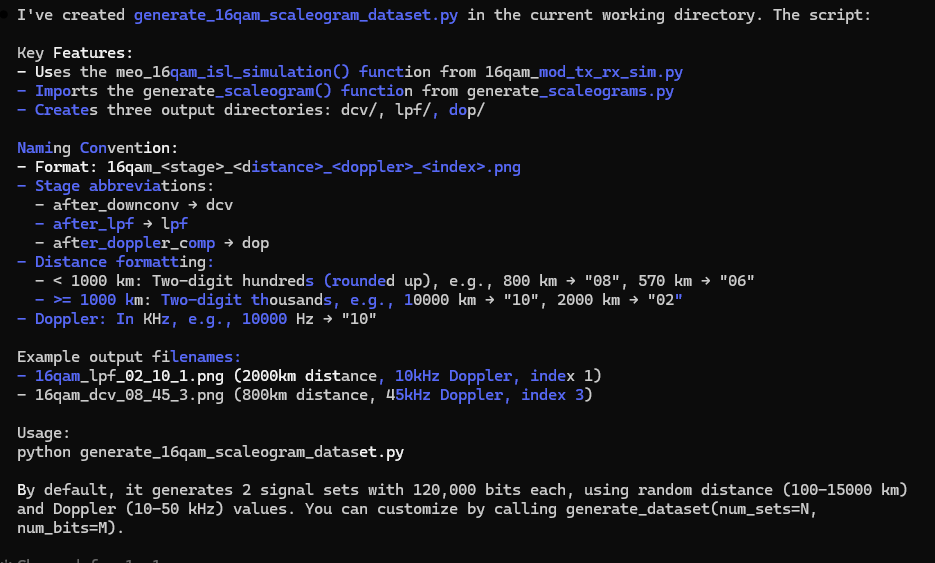 I've created generate_16qam_scaleogram_dataset.py in the current working directory. The script:
Key Features:
- Uses the meo_16qam_isl_simulation() function from 16qam_mod_tx_rx_sim.py
- Imports the generate_scaleogram() function from generate_scaleograms.py
- Creates three output directories: dcv/, lpf/, dop/
Naming Convention:
- Format: 16qam_<stage>_<distance>_<doppler>_<index>.png
- Stage abbreviations:
- after_downconv → dcv
- after_lpf → lpf
- after_doppler_comp → dop
- Distance formatting:
- < 1000 km: Two-digit hundreds (rounded up), e.g., 800 km → "08", 570 km → "06"
- >= 1000 km: Two-digit thousands, e.g., 10000 km → "10", 2000 km → "02"
- Doppler: In KHz, e.g., 10000 Hz → "10"
Example output filenames:
- 16qam_lpf_02_10_1.png (2000km distance, 10kHz Doppler, index 1)
- 16qam_dcv_08_45_3.png (800km distance, 45kHz Doppler, index 3)
Usage:
python generate_16qam_scaleogram_dataset.py
By default, it generates 2 signal sets with 120,000 bits each, using random distance (100-15000 km)
and Doppler (10-50 kHz) values. You can customize by calling generate_dataset(num_sets=N,
num_bits=M).